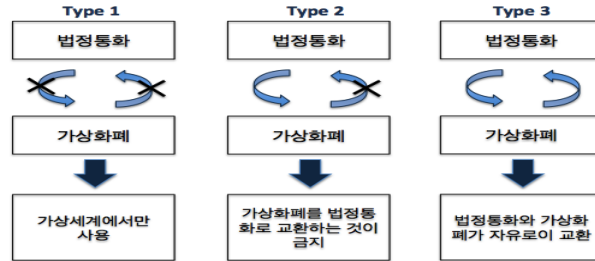 Type 1
Type 2
Type 3
법정통화
법정통화
법정통화
가상화폐
가상화폐
가상화폐
가상세계에서만
사용
가상화폐를 법정통
화로 교환하는 것이
금지
법정통화와 가상화
폐가 자유로이 교환